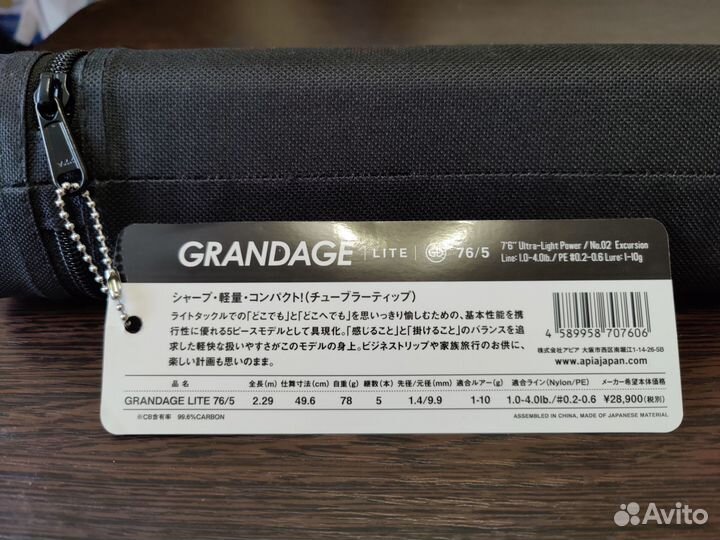 GRANDAGE LITE 76/5
7'6" Ultra-Light Power / No.02 Excursion
Line: 1.0-4.0lb. / PE #0.2-0.6 Lure: 1-10g
シャープ・軽量・コンパクト!(チューブラーティップ)
ライトタックルでの「どこでも」と「どこへでも」を思いっきり愉しむための、基本性能を携
行性に優れる5ピースモデルとして具現化。「感じること」と「掛けること」のバランスを追
求した軽快な扱いやすさがこのモデルの身上。ビジネストリップや家族旅行のお供に、
楽しい計画も思いのまま。
4 589958 707606
株式会社アピア 大阪市西区南堀江1-14-26-5B
www.apiajapan.com
品 名 全長(m) 仕舞寸法(cm) 自重(g) 継数(本) 先径/元径(mm) 適合ルアー(g) 適合ライン(Nylon/PE) メーカー希望本体価格
GRANDAGE LITE 76/5 2.29 49.6 78 5 1.4/9.9 1-10 1.0-4.0lb./#0.2-0.6 ¥28,900(税別)
※CB含有率 99.6%CARBON
ASSEMBLED IN CHINA, MADE OF JAPANESE MATERIAL
Avito